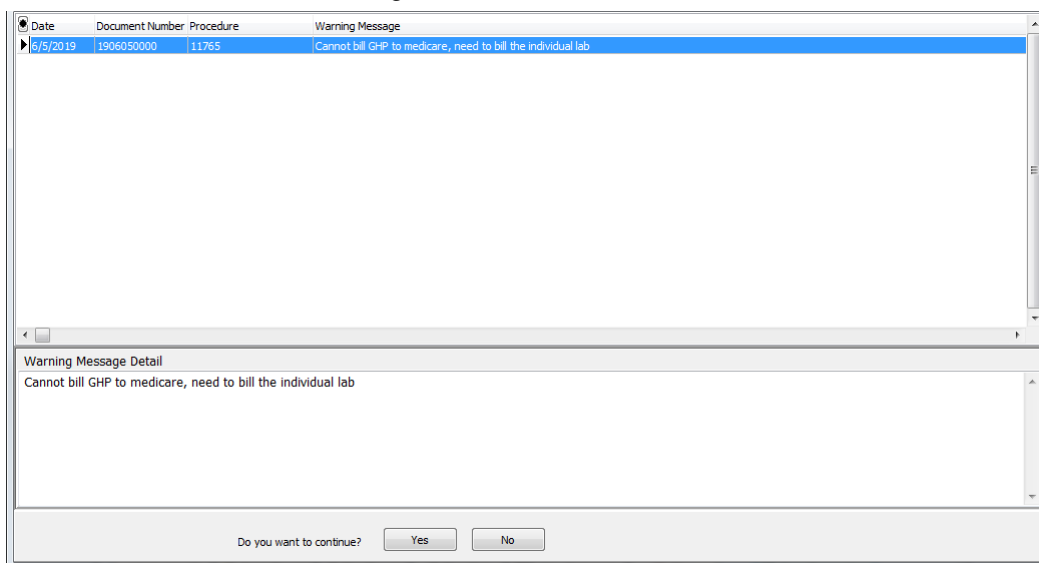 Date Document Number Procedure Warning Message
6/5/2019 1906050000 11765 Cannot bill GHP to medicare, need to bill the individual lab
Warning Message Detail
Cannot bill GHP to medicare, need to bill the individual lab
Do you want to continue? Yes No